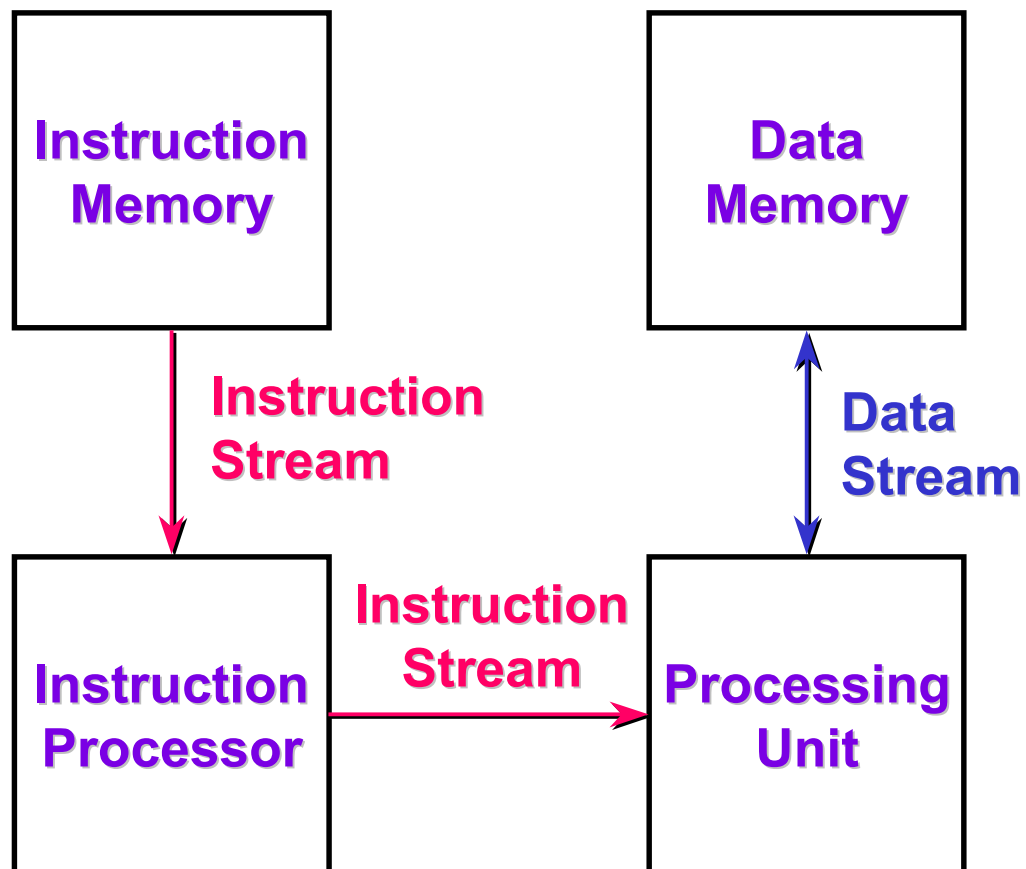 Instruction
Memory
Data
Memory
Instruction
Stream
Data
Stream
Instruction
Stream
Instruction
Processor
Processing
Unit